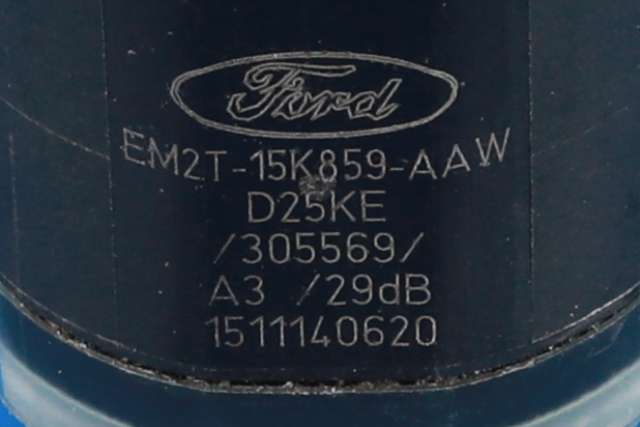 Ford
EM2T-15K859-AAW
D25KE
/305569/
A3 /29dB
1511140620